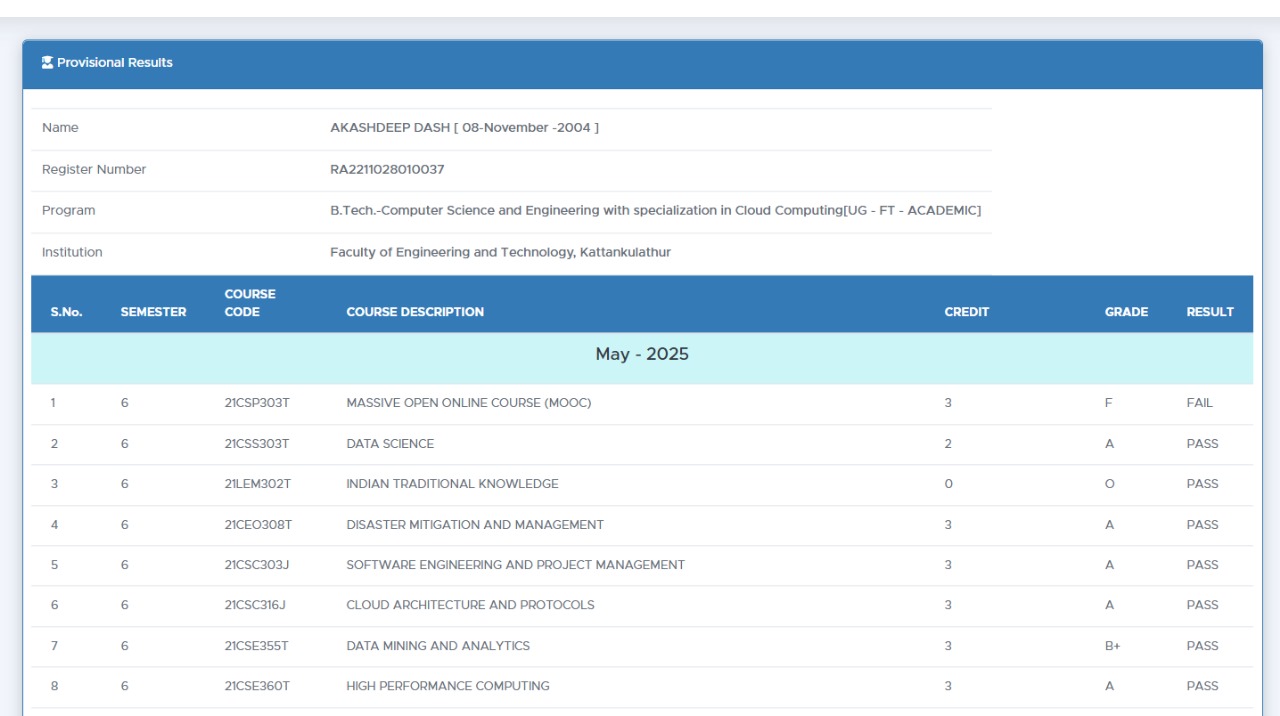 Provisional Results
Name AKASHDEEP DASH [ 08-November -2004 ]
Register Number RA2211028010037
Program B.Tech.-Computer Science and Engineering with specialization in Cloud Computing[UG - FT - ACADEMIC]
Institution Faculty of Engineering and Technology, Kattankulathur
S.No. SEMESTER COURSE CODE COURSE DESCRIPTION CREDIT GRADE RESULT
May - 2025
1 6 21CSP303T MASSIVE OPEN ONLINE COURSE (MOOC) 3 F FAIL
2 6 21CSS303T DATA SCIENCE 2 A PASS
3 6 21LEM302T INDIAN TRADITIONAL KNOWLEDGE 0 O PASS
4 6 21CEO308T DISASTER MITIGATION AND MANAGEMENT 3 A PASS
5 6 21CSC303J SOFTWARE ENGINEERING AND PROJECT MANAGEMENT 3 A PASS
6 6 21CSC316J CLOUD ARCHITECTURE AND PROTOCOLS 3 A PASS
7 6 21CSE355T DATA MINING AND ANALYTICS 3 B+ PASS
8 6 21CSE360T HIGH PERFORMANCE COMPUTING 3 A PASS